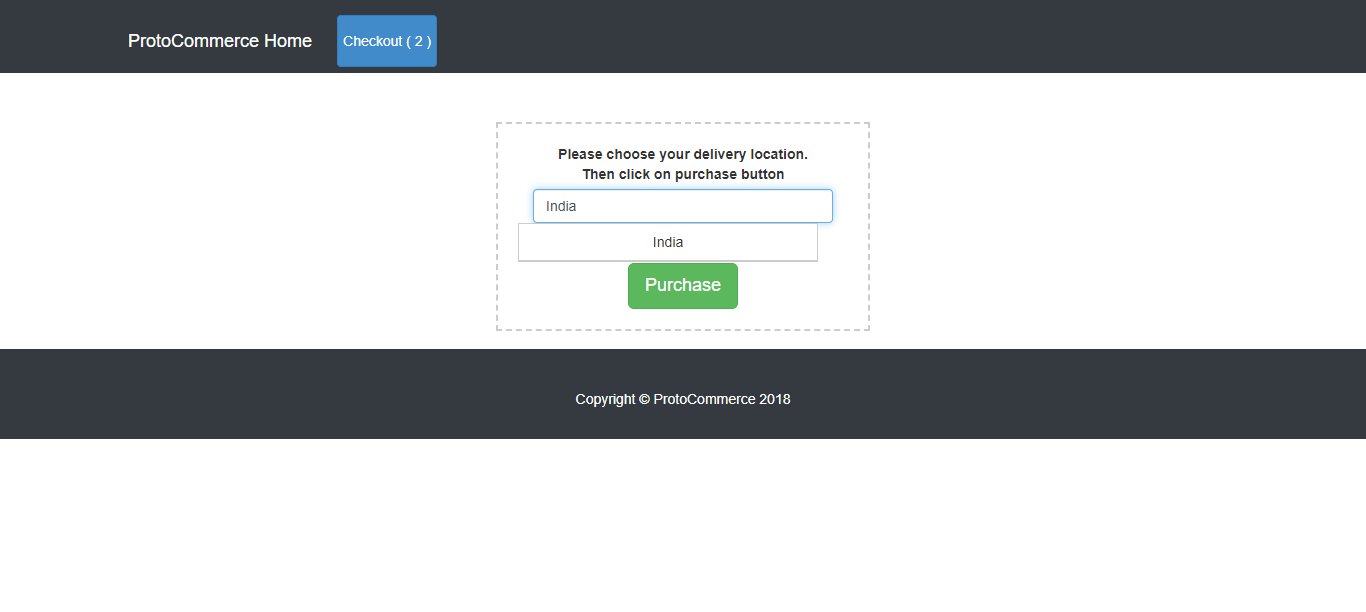 ProtoCommerce Home
Checkout ( 2 )
Please choose your delivery location.
Then click on purchase button
India
India
Purchase
Copyright © ProtoCommerce 2018